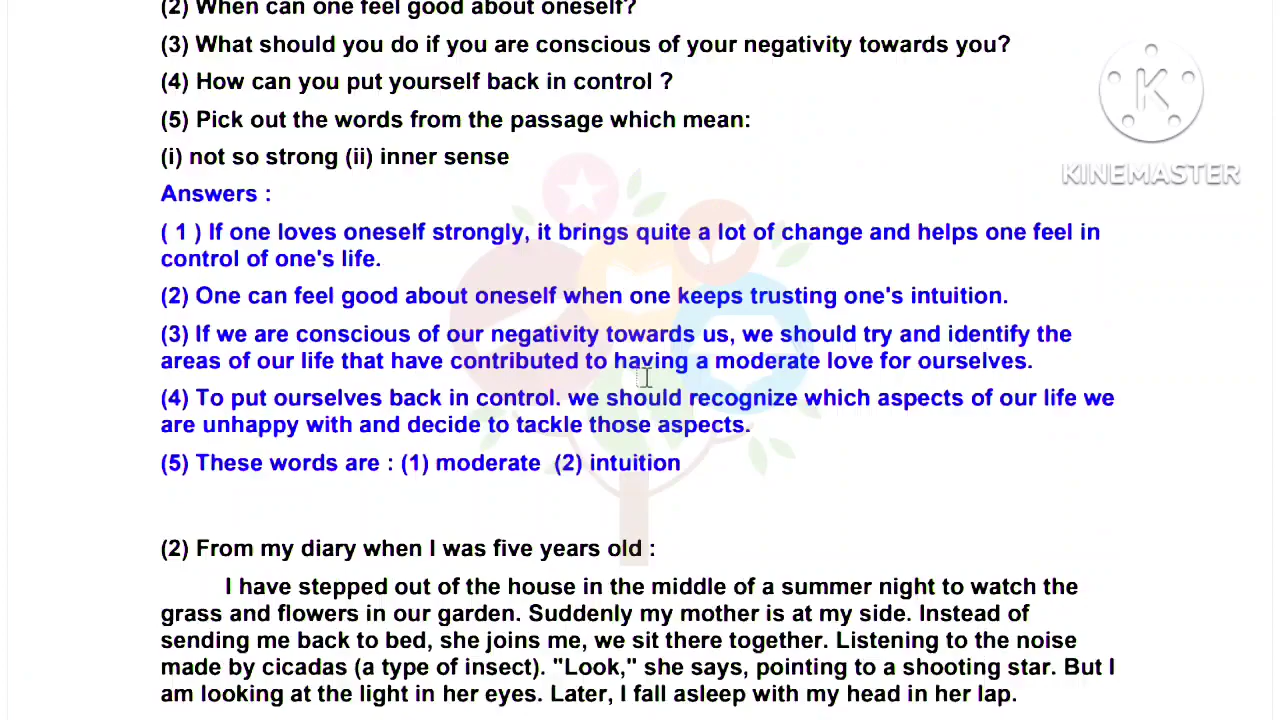 (2) When can one feel good about oneself?
(3) What should you do if you are conscious of your negativity towards you?
(4) How can you put yourself back in control ?
(5) Pick out the words from the passage which mean:
(i) not so strong (ii) inner sense
Answers :
( 1 ) If one loves oneself strongly, it brings quite a lot of change and helps one feel in
control of one's life.
(2) One can feel good about oneself when one keeps trusting one's intuition.
(3) If we are conscious of our negativity towards us, we should try and identify the
areas of our life that have contributed to having a moderate love for ourselves.
(4) To put ourselves back in control. we should recognize which aspects of our life we
are unhappy with and decide to tackle those aspects.
(5) These words are : (1) moderate (2) intuition
(2) From my diary when I was five years old :
I have stepped out of the house in the middle of a summer night to watch the
grass and flowers in our garden. Suddenly my mother is at my side. Instead of
sending me back to bed, she joins me, we sit there together. Listening to the noise
made by cicadas (a type of insect). "Look," she says, pointing to a shooting star. But I
am looking at the light in her eyes. Later, I fall asleep with my head in her lap.
K
KINEMASTER